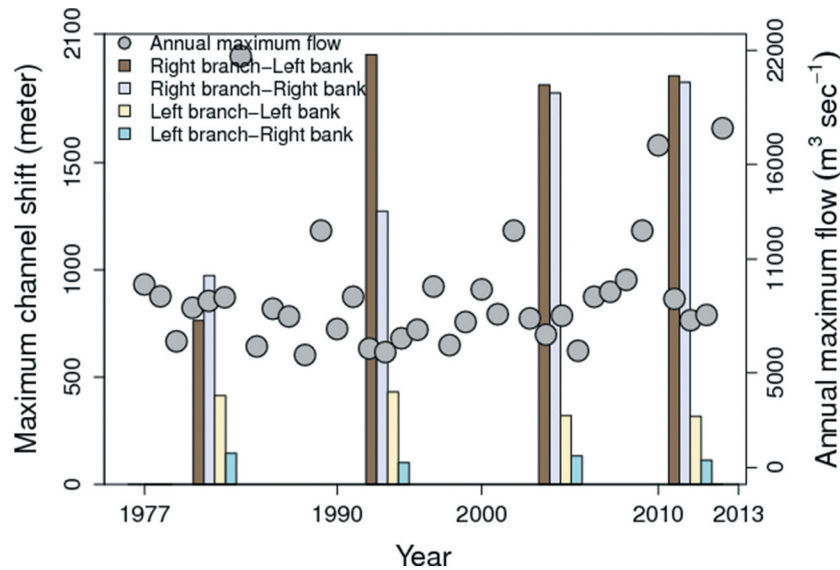 Annual maximum flow
Right branch−Left bank
Right branch−Right bank
Left branch−Left bank
Left branch−Right bank
Maximum channel shift (meter)
0
500
1000
1500
2100
Annual maximum flow (m³ sec⁻¹)
0
5000
11000
16000
22000
1977
1990
2000
2010
2013
Year